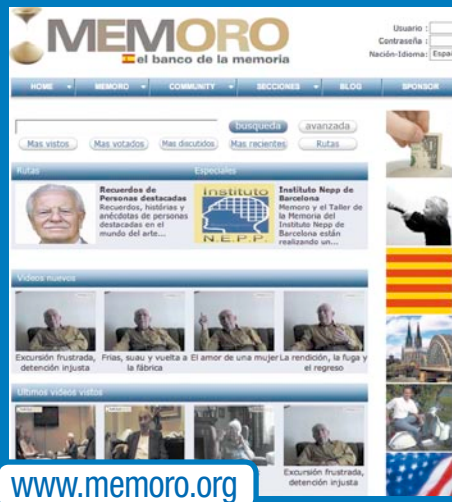 MEMORO
el banco de la memoria
Usuario :
Contraseña :
Nación-Idioma: Españ
HOME
MEMORO
COMMUNITY
SECCIONES
BLOG
SPONSOR
busqueda
avanzada
Mas vistos
Mas votados
Mas discutidos
Mas recientes
Rutas
Rutas
Especiales
Recuerdos de
Personas destacadas
Recuerdos, histórias y
anécdotas de personas
destacadas en el
mundo del arte...
Instituto
N.E.P.P.
Instituto Nepp de
Barcelona
Memoro y el Taller de
la Memoria del
Instituto Nepp de
Barcelona están
realizando un...
Videos nuevos
Excursión frustrada,
detención injusta
Frias, suau y vuelta a
la fábrica
El amor de una mujer
La rendición, la fuga y
el regreso
Ultimos videos vistos
Excursión frustrada,
detención injusta
www.memoro.org